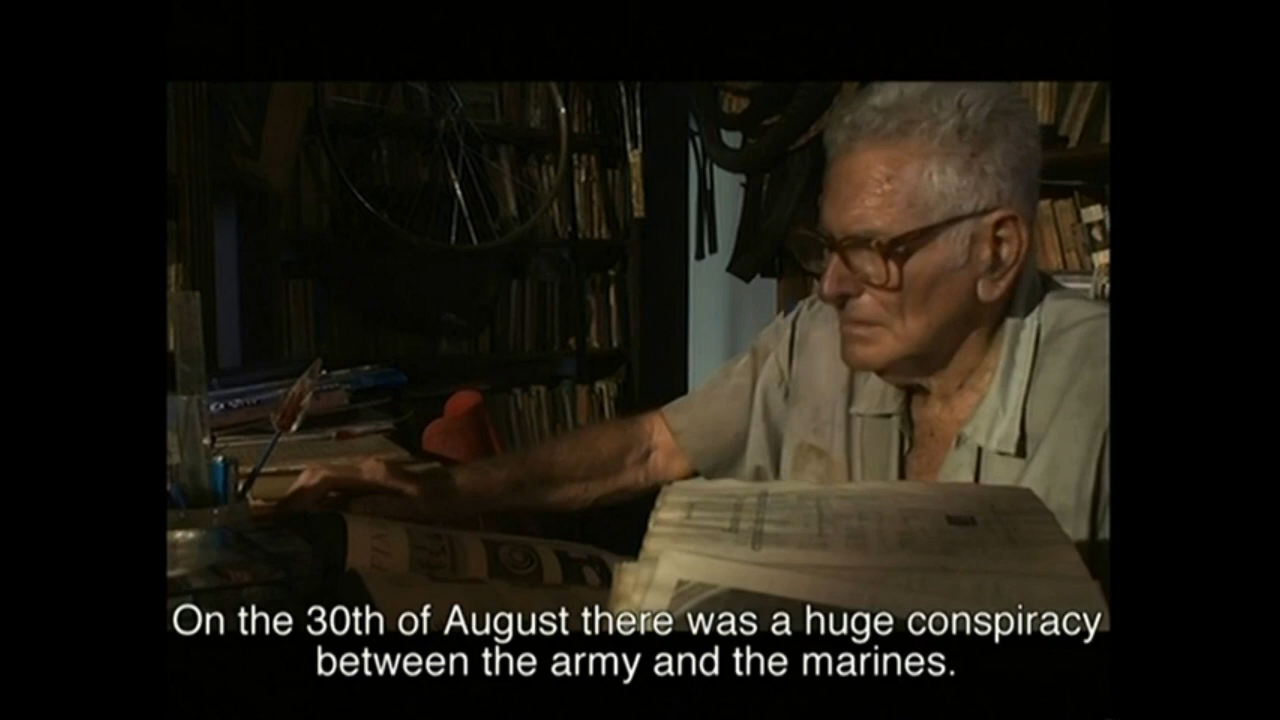 On the 30th of August there was a huge conspiracy
between the army and the marines.